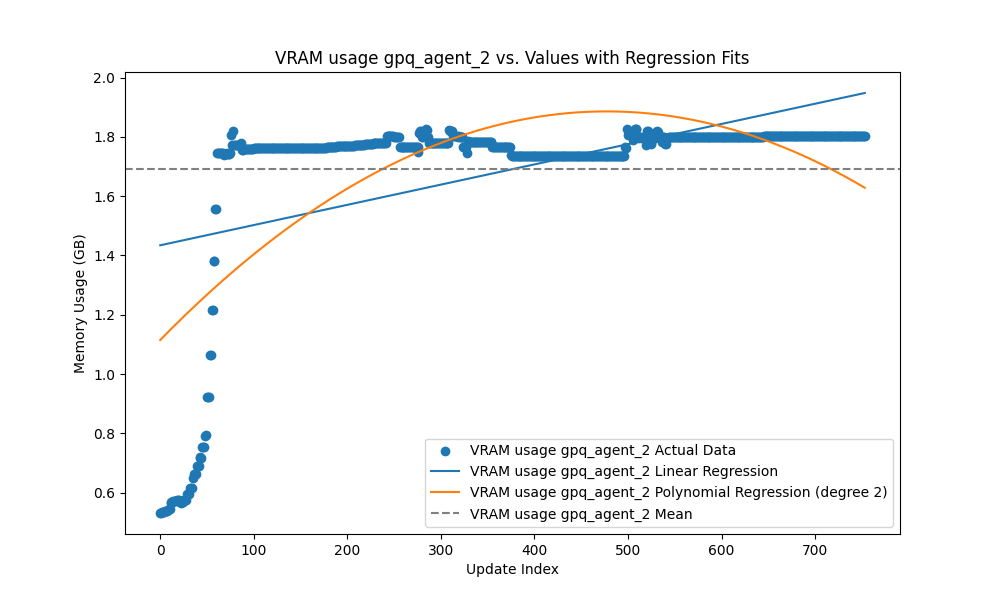 VRAM usage gpq_agent_2 vs. Values with Regression Fits
Memory Usage (GB)
2.0
1.8
1.6
1.4
1.2
1.0
0.8
0.6
VRAM usage gpq_agent_2 Actual Data
VRAM usage gpq_agent_2 Linear Regression
VRAM usage gpq_agent_2 Polynomial Regression (degree 2)
VRAM usage gpq_agent_2 Mean
0 100 200 300 400 500 600 700
Update Index